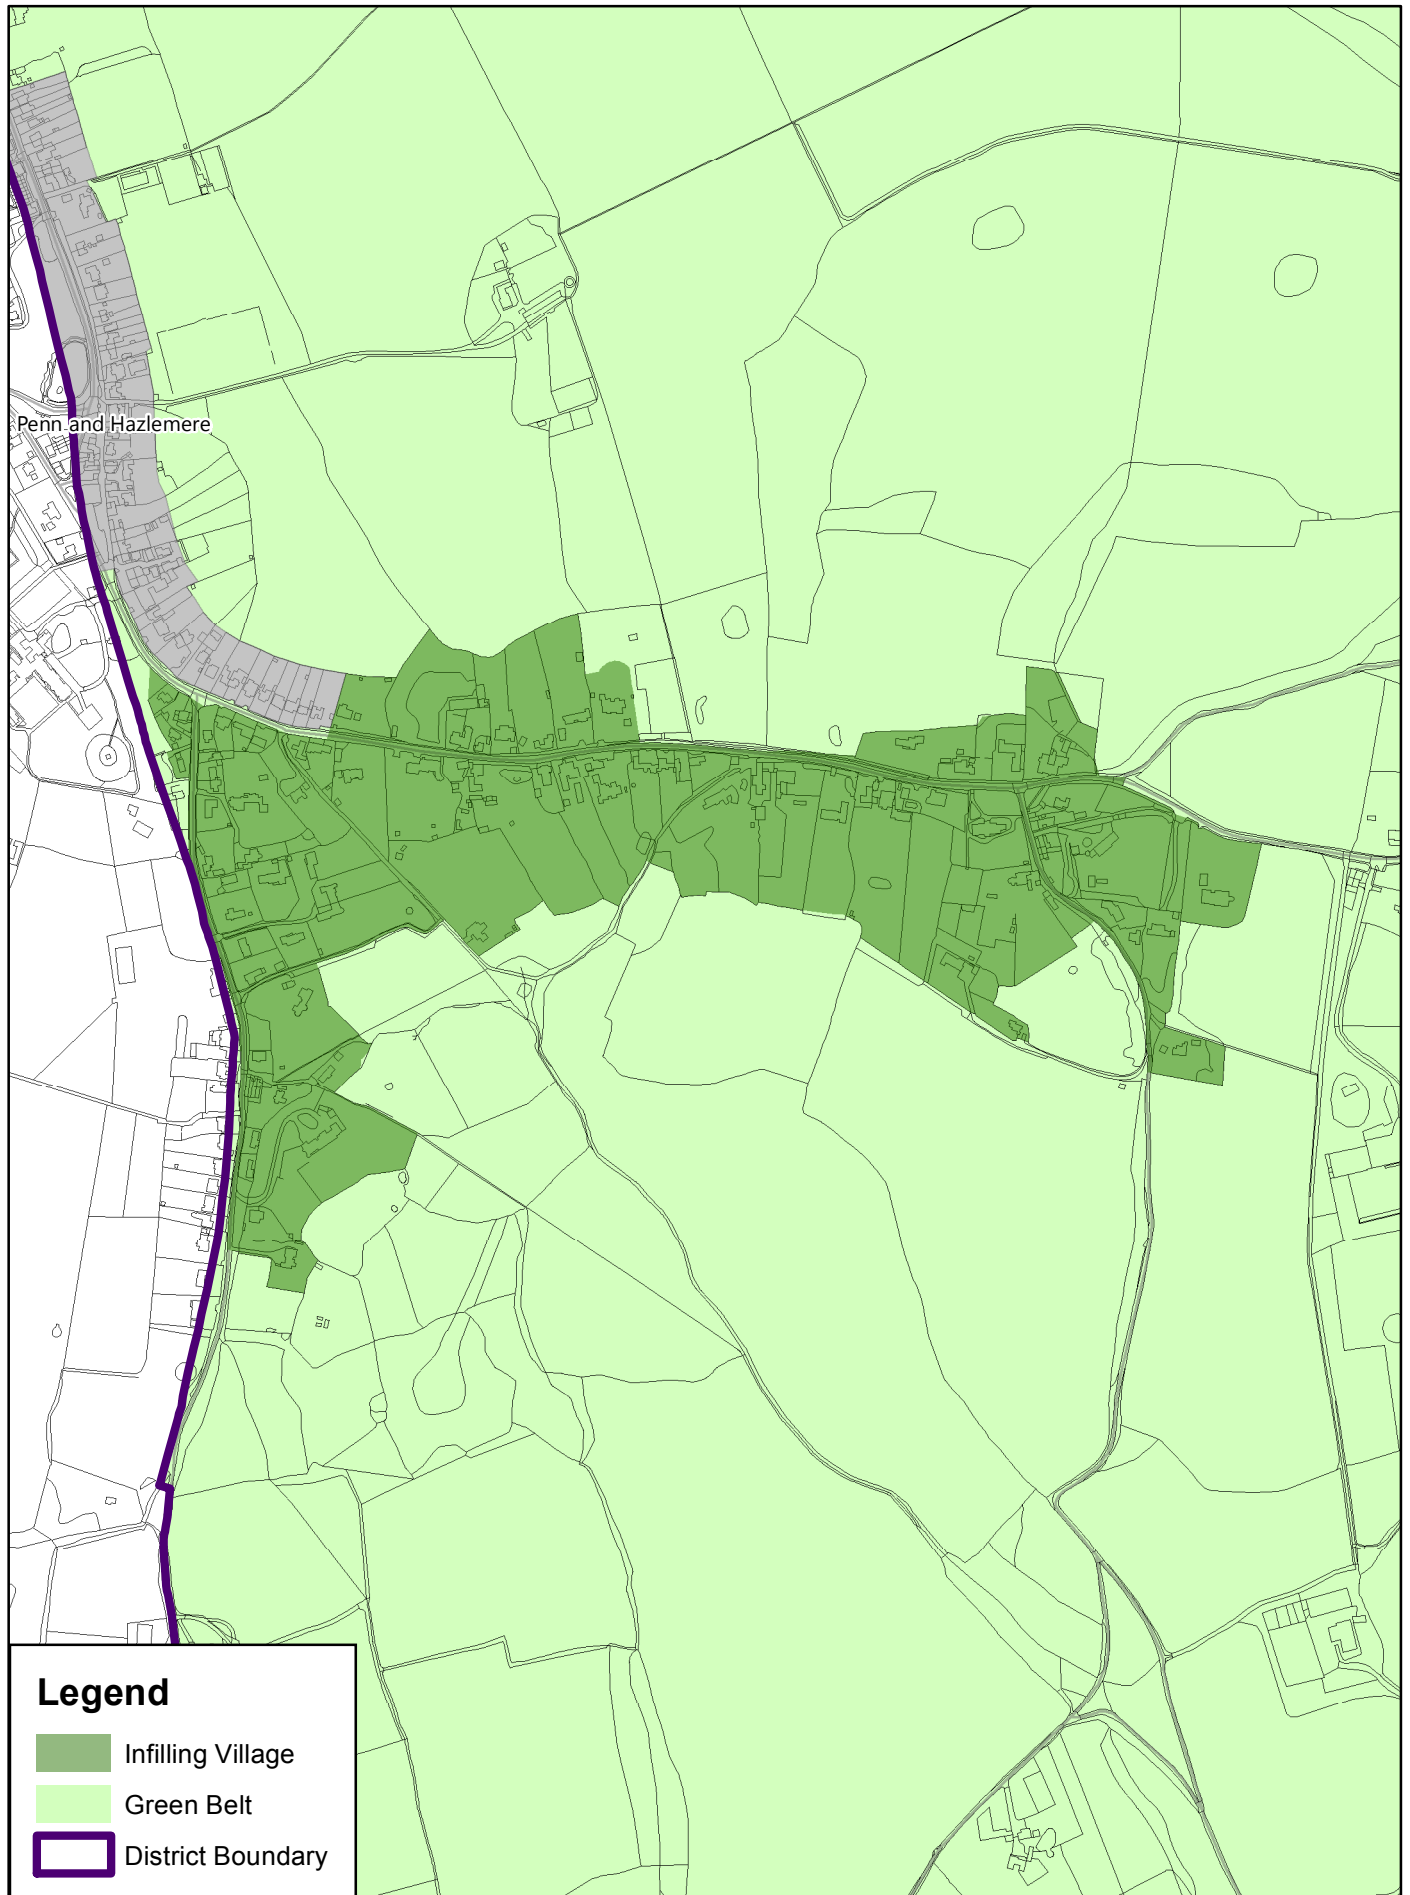 Penn and Hazlemere
Legend
Infilling Village
Green Belt
District Boundary